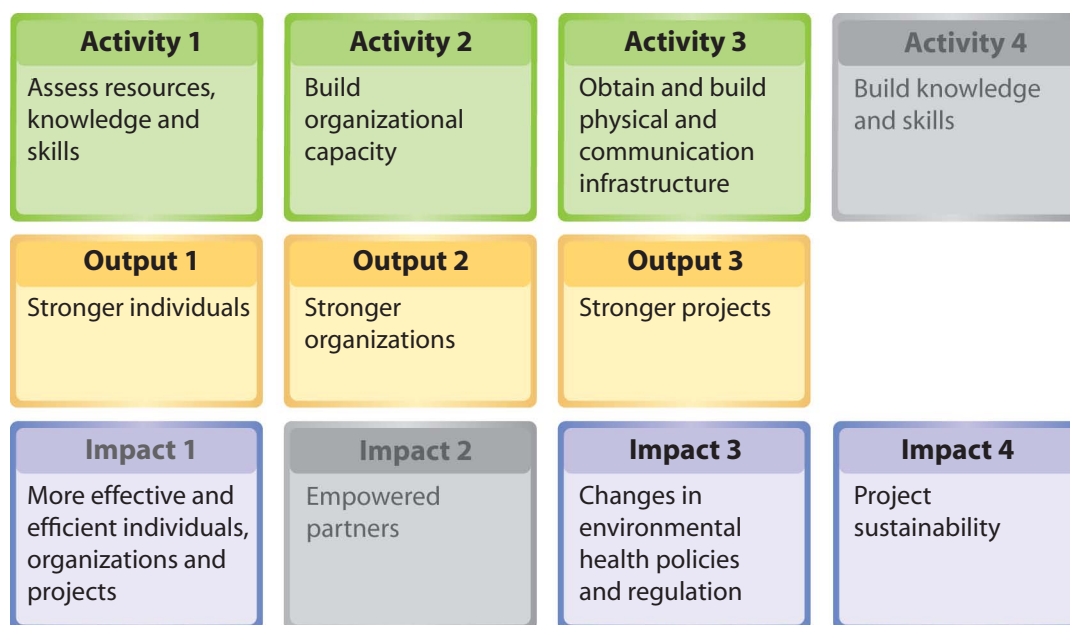 Activity 1
Assess resources,
knowledge and
skills
Activity 2
Build
organizational
capacity
Activity 3
Obtain and build
physical and
communication
infrastructure
Activity 4
Build knowledge
and skills
Output 1
Stronger individuals
Output 2
Stronger
organizations
Output 3
Stronger projects
Impact 1
More effective and
efficient individuals,
organizations and
projects
Impact 2
Empowered
partners
Impact 3
Changes in
environmental
health policies
and regulation
Impact 4
Project
sustainability